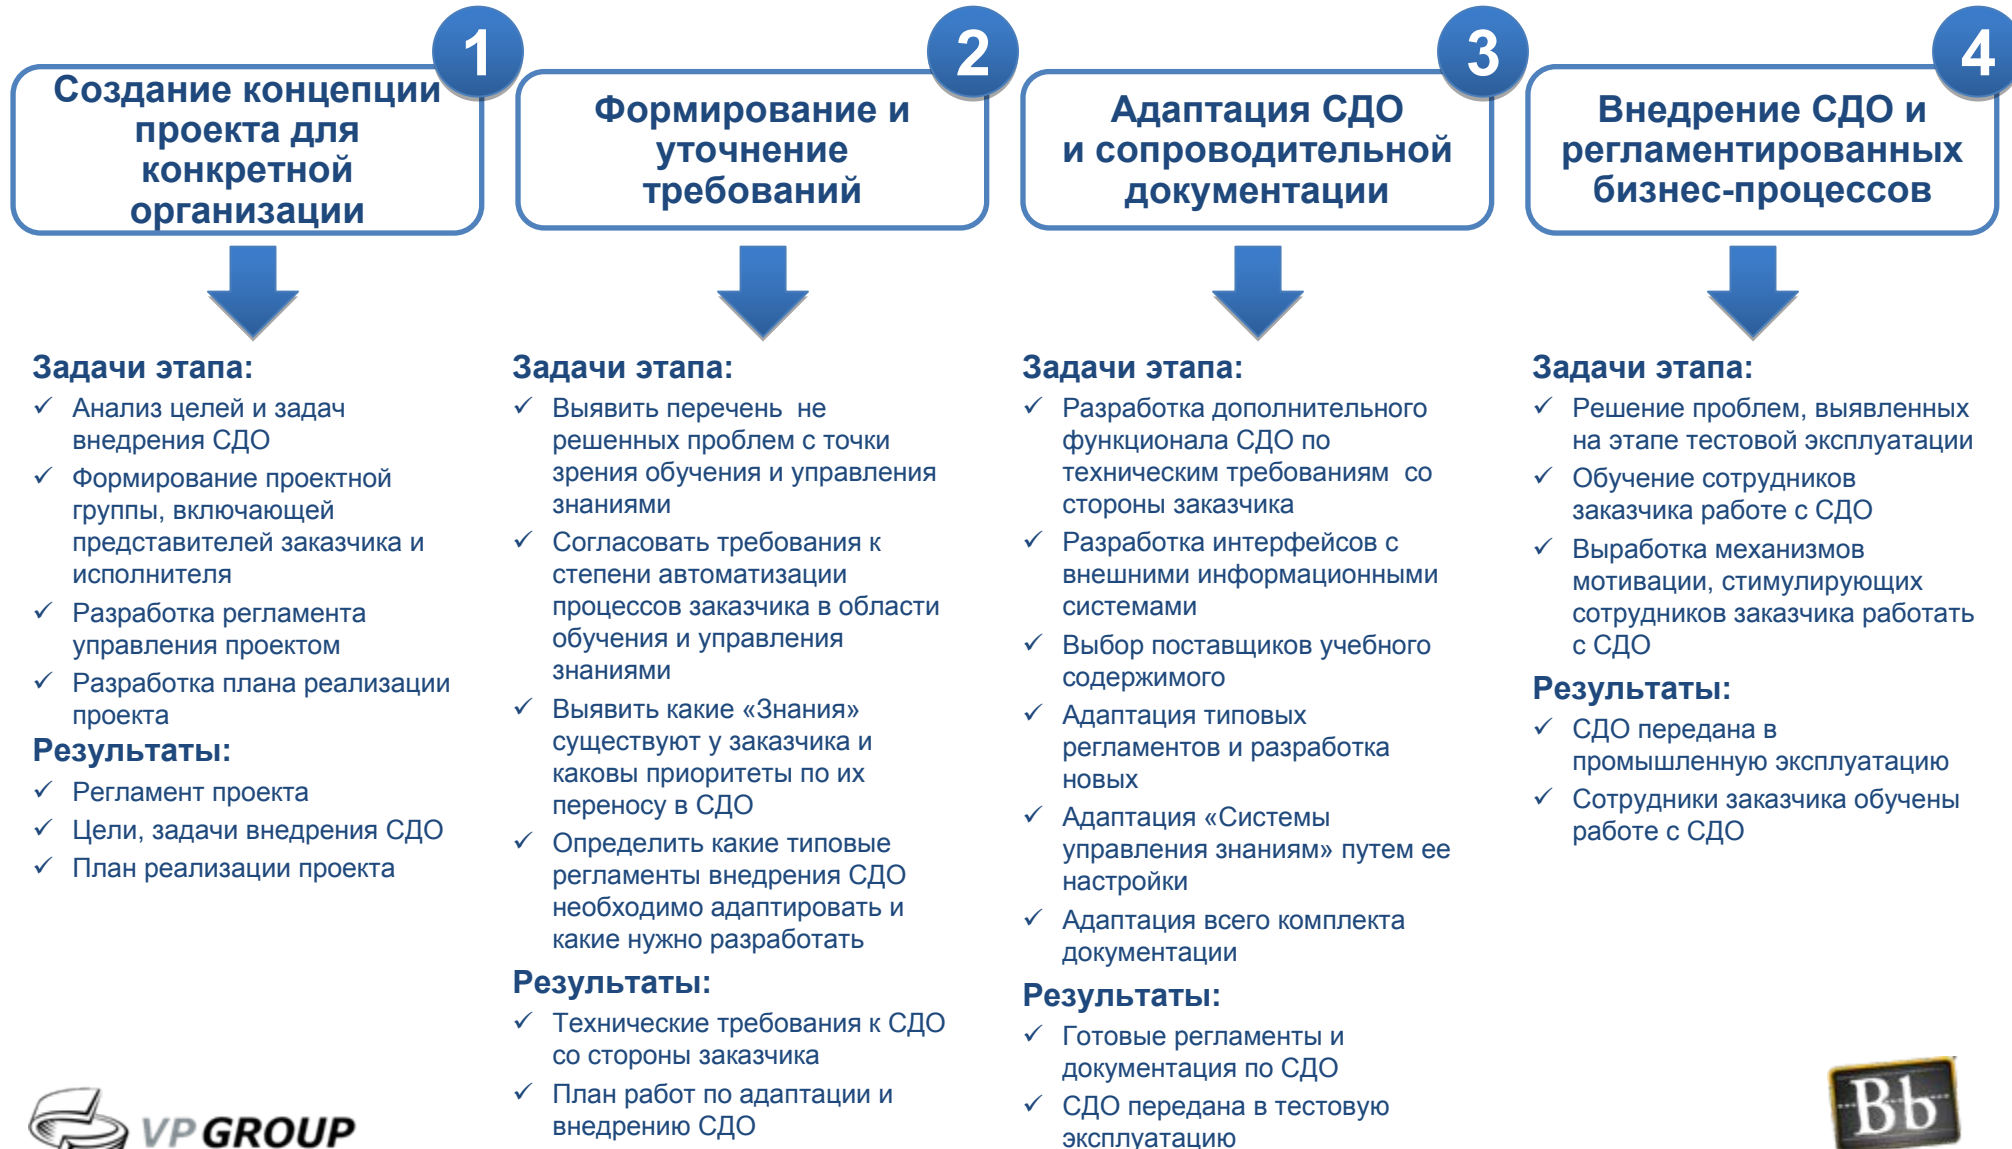 1
Создание концепции
проекта для
конкретной
организации
Задачи этапа:
✓ Анализ целей и задач
внедрения СДО
✓ Формирование проектной
группы, включающей
представителей заказчика и
исполнителя
✓ Разработка регламента
управления проектом
✓ Разработка плана реализации
проекта
Результаты:
✓ Регламент проекта
✓ Цели, задачи внедрения СДО
✓ План реализации проекта
2
Формирование и
уточнение
требований
Задачи этапа:
✓ Выявить перечень не
решенных проблем с точки
зрения обучения и управления
знаниями
✓ Согласовать требования к
степени автоматизации
процессов заказчика в области
обучения и управления
знаниями
✓ Выявить какие «Знания»
существуют у заказчика и
каковы приоритеты по их
переносу в СДО
✓ Определить какие типовые
регламенты внедрения СДО
необходимо адаптировать и
какие нужно разработать
Результаты:
✓ Технические требования к СДО
со стороны заказчика
✓ План работ по адаптации и
внедрению СДО
3
Адаптация СДО
и сопроводительной
документации
Задачи этапа:
✓ Разработка дополнительного
функционала СДО по
техническим требованиям со
стороны заказчика
✓ Разработка интерфейсов с
внешними информационными
системами
✓ Выбор поставщиков учебного
содержимого
✓ Адаптация типовых
регламентов и разработка
новых
✓ Адаптация «Системы
управления знаниям» путем ее
настройки
✓ Адаптация всего комплекта
документации
Результаты:
✓ Готовые регламенты и
документация по СДО
✓ СДО передана в тестовую
эксплуатацию
4
Внедрение СДО и
регламентированных
бизнес-процессов
Задачи этапа:
✓ Решение проблем, выявленных
на этапе тестовой эксплуатации
✓ Обучение сотрудников
заказчика работе с СДО
✓ Выработка механизмов
мотивации, стимулирующих
сотрудников заказчика работать
с СДО
Результаты:
✓ СДО передана в
промышленную эксплуатацию
✓ Сотрудники заказчика обучены
работе с СДО
VP GROUP
Bb